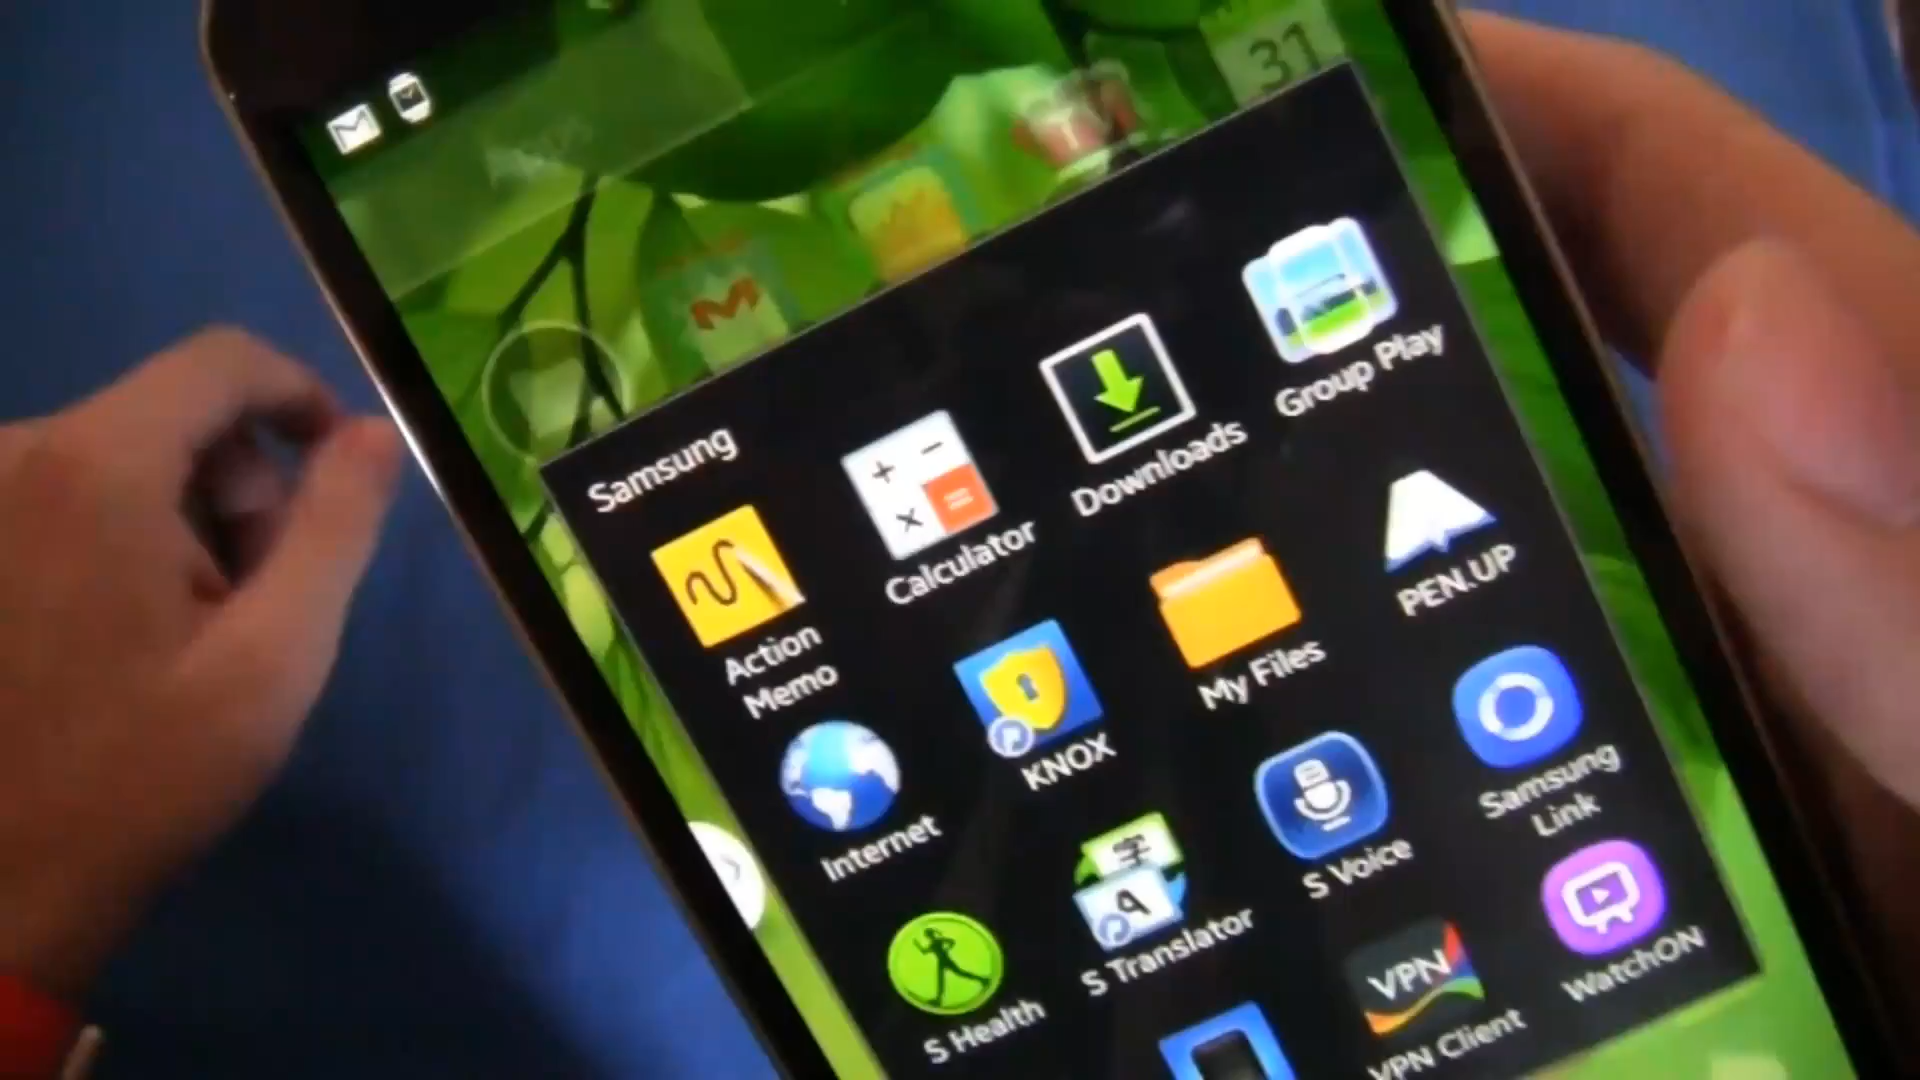 31
Samsung
Action
Memo
Calculator
Downloads
Group Play
Internet
KNOX
My Files
PEN.UP
S Health
S Translator
S Voice
Samsung
Link
VPN
VPN Client
WatchON